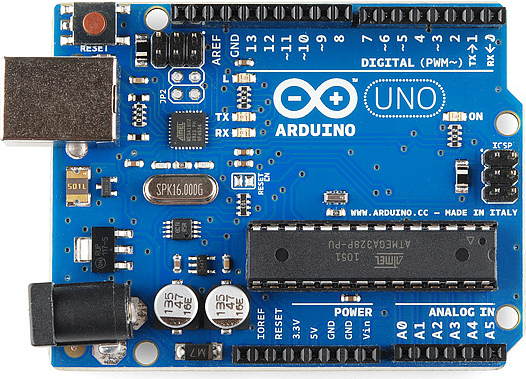 RESET
AREF
GND
13
12
~11
~10
~9
8
7
~6
~5
4
~3
2
TX→1
RX←0
DIGITAL (PWM~)
JP2
TX
RX
™
UNO
ARDUINO
ON
ICSP
SPK16.000G
RESET
EN
WWW.ARDUINO.CC - MADE IN ITALY
1051
ATMEL
ATMEGA328P-PU
135
47
16E
135
47
16E
M7
POWER
ANALOG IN
IOREF
RESET
3.3V
5V
GND
GND
Vin
A0
A1
A2
A3
A4
A5